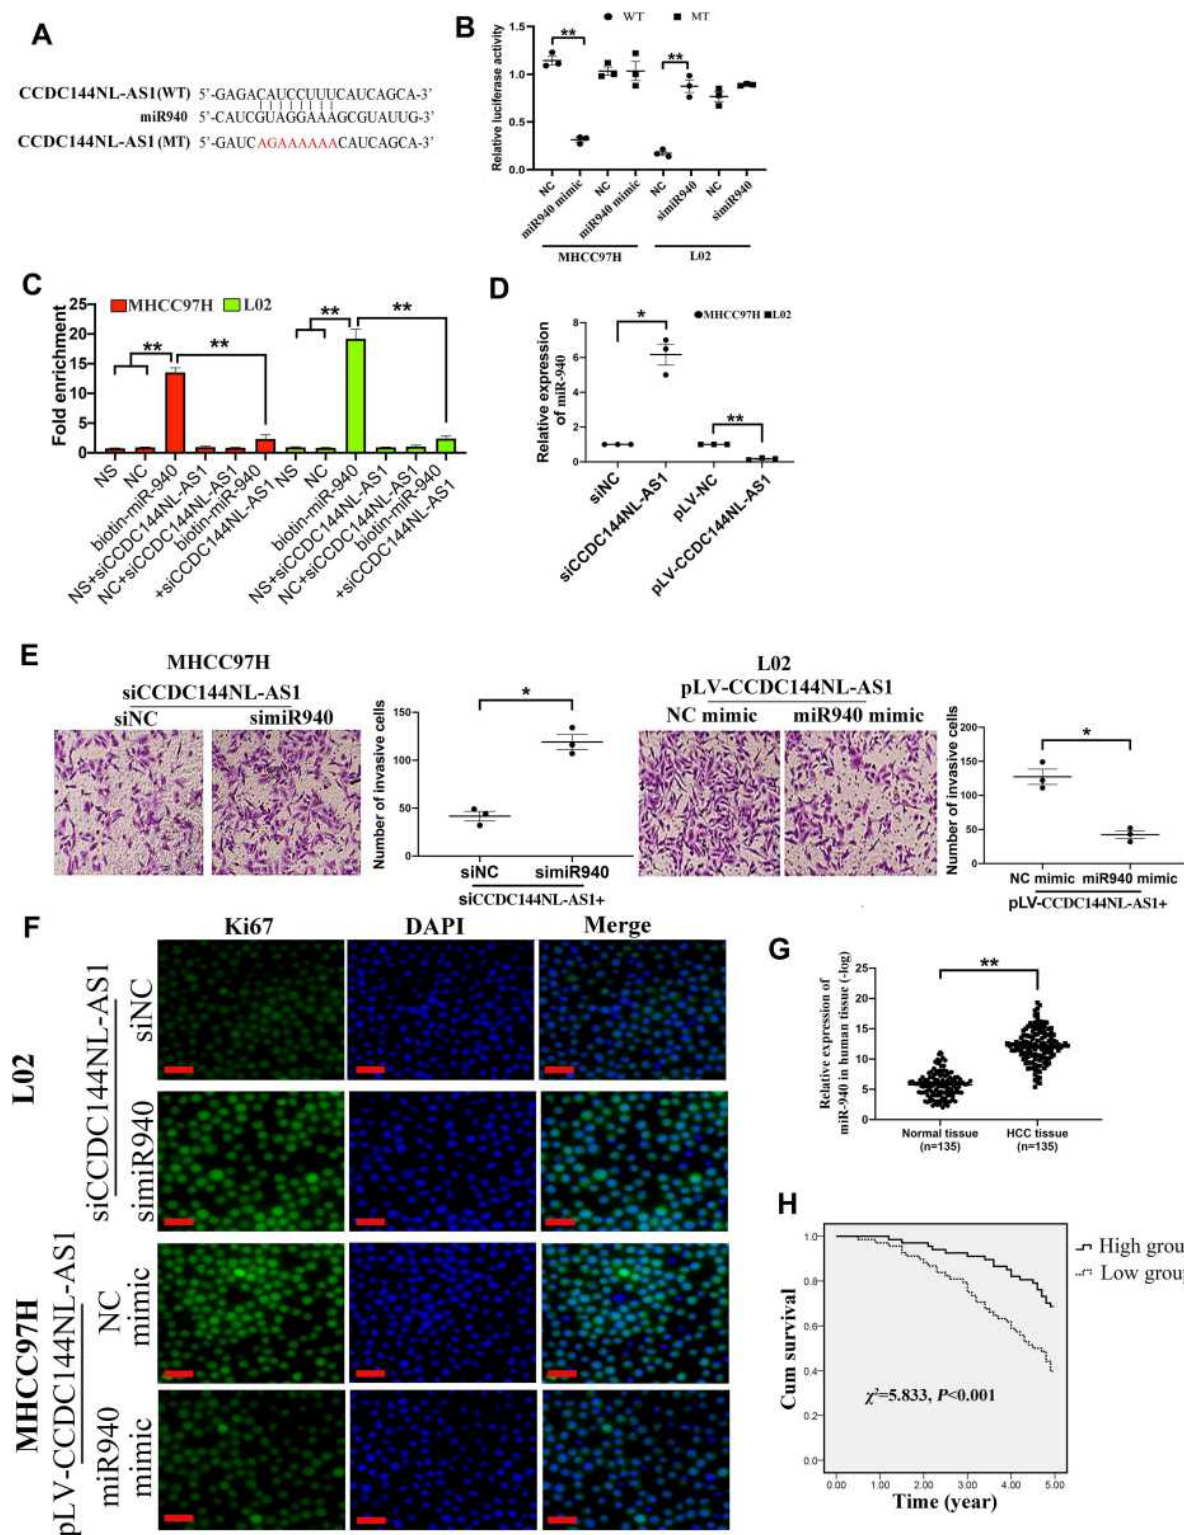 A
CCDC144NL-AS1(WT) 5'-GAGACAUCCUUUCAUCAGCA-3'
miR940 5'-CAUCGUAGGAAAGCGUAUUG-3'
CCDC144NL-AS1(MT) 5'-GAUCAGAAAAAACAUCAGCA-3'
B
WT MT
Relative luciferase activity
1.5
1.0
0.5
0.0
** **
NC
miR940 mimic
NC
miR940 mimic
NC
simiR940
NC
simiR940
MHCC97H L02
C
MHCC97H L02
Fold enrichment
25
20
15
10
5
0
** ** ** **
NS
NC
biotin-miR-940
NS+siCCDC144NL-AS1
NC+siCCDC144NL-AS1
biotin-miR-940
+siCCDC144NL-AS1
NS
NC
biotin-miR-940
NS+siCCDC144NL-AS1
NC+siCCDC144NL-AS1
biotin-miR-940
+siCCDC144NL-AS1
D
MHCC97H L02
Relative expression
of miR-940
8
6
4
2
0
*
**
siNC
siCCDC144NL-AS1
pLV-NC
pLV-CCDC144NL-AS1
E
MHCC97H
siCCDC144NL-AS1
siNC simiR940
Number of invasive cells
150
100
50
0
*
siNC simiR940
siCCDC144NL-AS1+
L02
pLV-CCDC144NL-AS1
NC mimic miR940 mimic
Number of invasive cells
200
150
100
50
0
*
NC mimic miR940 mimic
pLV-CCDC144NL-AS1+
F
Ki67 DAPI Merge
L02
siCCDC144NL-AS1
siNC
simiR940
MHCC97H
pLV-CCDC144NL-AS1
NC
mimic
miR940
mimic
G
Relative expression of
miR-940 in human tissue (-log)
25
20
15
10
5
0
**
Normal tissue
(n=135)
HCC tissue
(n=135)
H
Cum survival
1.0
0.8
0.6
0.4
0.2
0.0
High grou
Low group
χ²=5.833, P<0.001
0.00 1.00 2.00 3.00 4.00 5.00
Time (year)